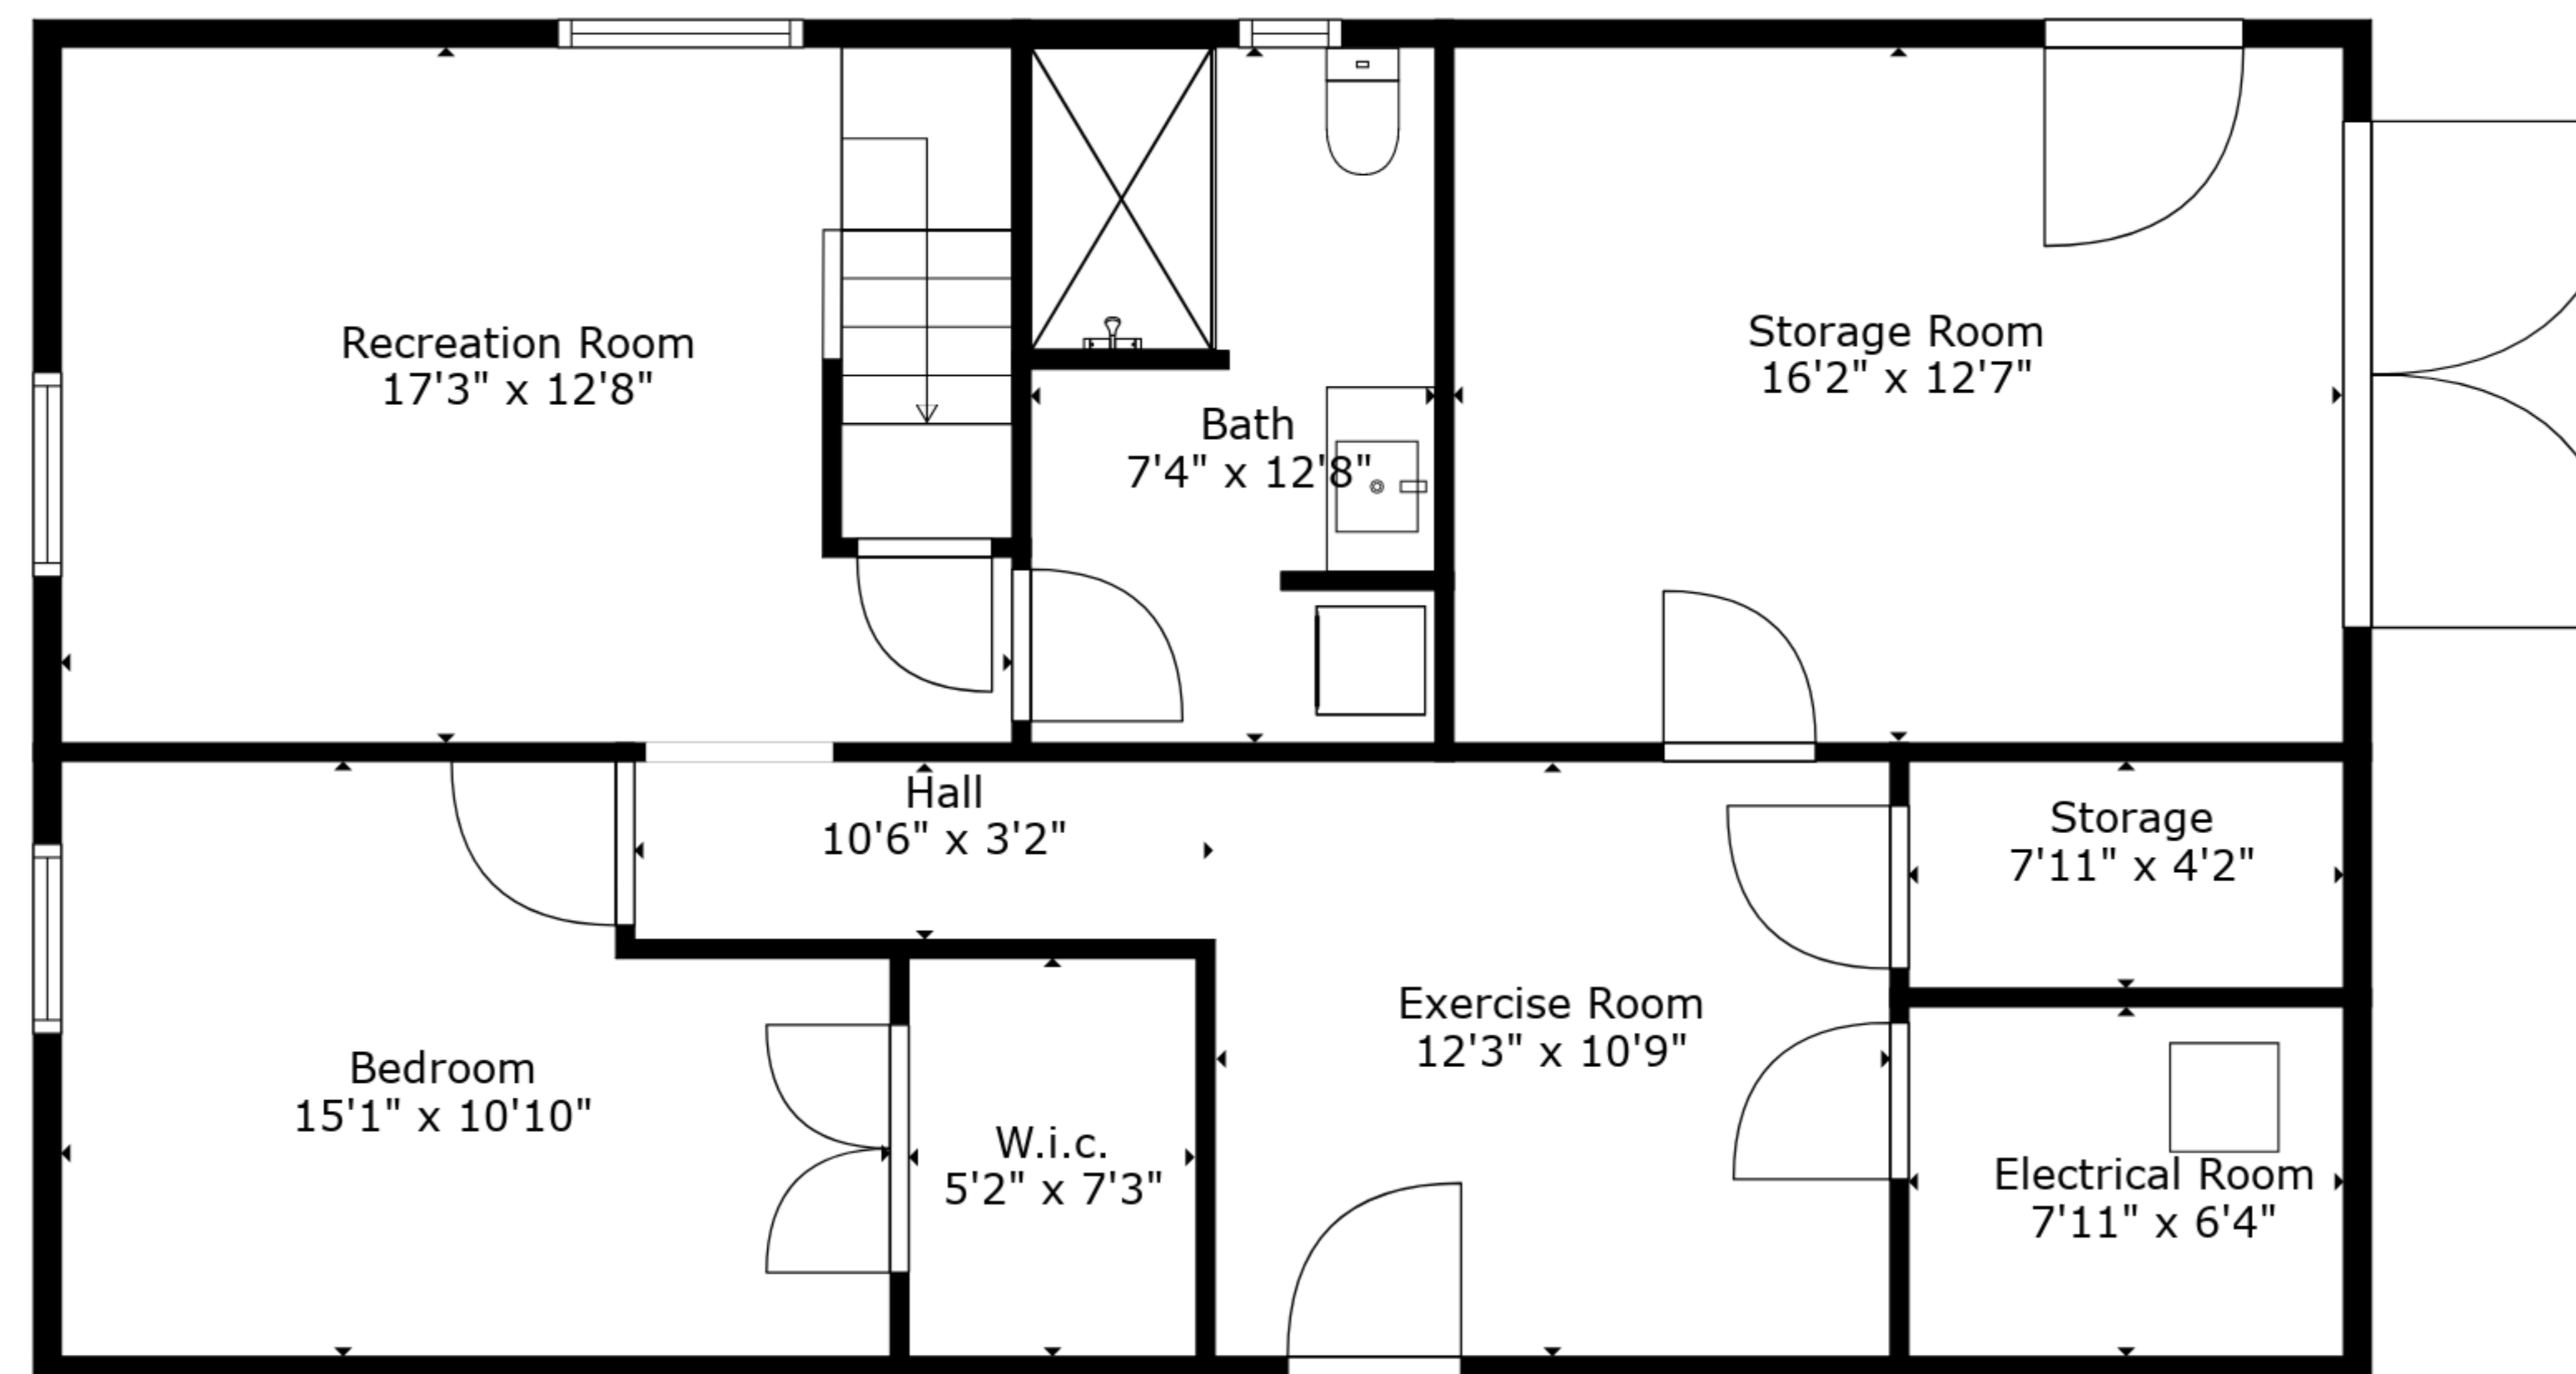 Recreation Room
17'3" x 12'8"
Bath
7'4" x 12'8"
Storage Room
16'2" x 12'7"
Hall
10'6" x 3'2"
Storage
7'11" x 4'2"
Bedroom
15'1" x 10'10"
W.i.c.
5'2" x 7'3"
Exercise Room
12'3" x 10'9"
Electrical Room
7'11" x 6'4"